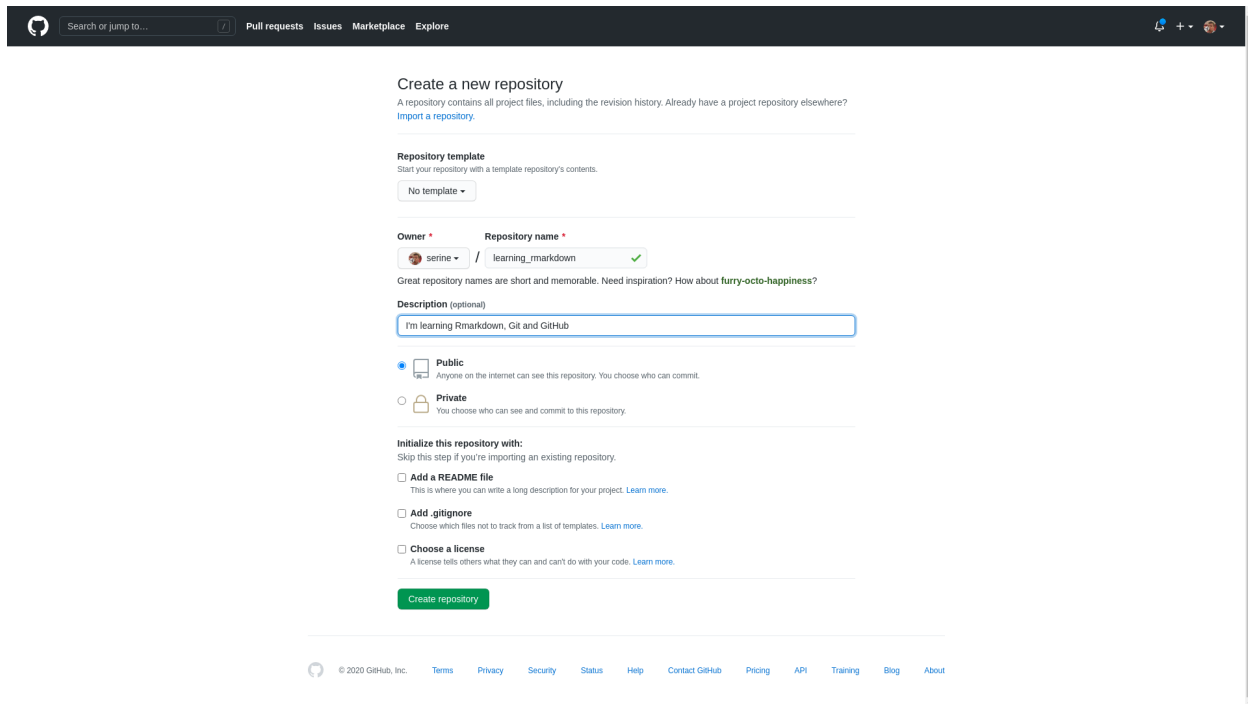 Search or jump to…
/
Pull requests Issues Marketplace Explore
Create a new repository
A repository contains all project files, including the revision history. Already have a project repository elsewhere?
Import a repository.
Repository template
Start your repository with a template repository's contents.
No template
Owner * Repository name *
serine / learning_rmarkdown
Great repository names are short and memorable. Need inspiration? How about furry-octo-happiness?
Description (optional)
I'm learning Rmarkdown, Git and GitHub
Public
Anyone on the internet can see this repository. You choose who can commit.
Private
You choose who can see and commit to this repository.
Initialize this repository with:
Skip this step if you're importing an existing repository.
Add a README file
This is where you can write a long description for your project. Learn more.
Add .gitignore
Choose which files not to track from a list of templates. Learn more.
Choose a license
A license tells others what they can and can't do with your code. Learn more.
Create repository
© 2020 GitHub, Inc. Terms Privacy Security Status Help Contact GitHub Pricing API Training Blog About